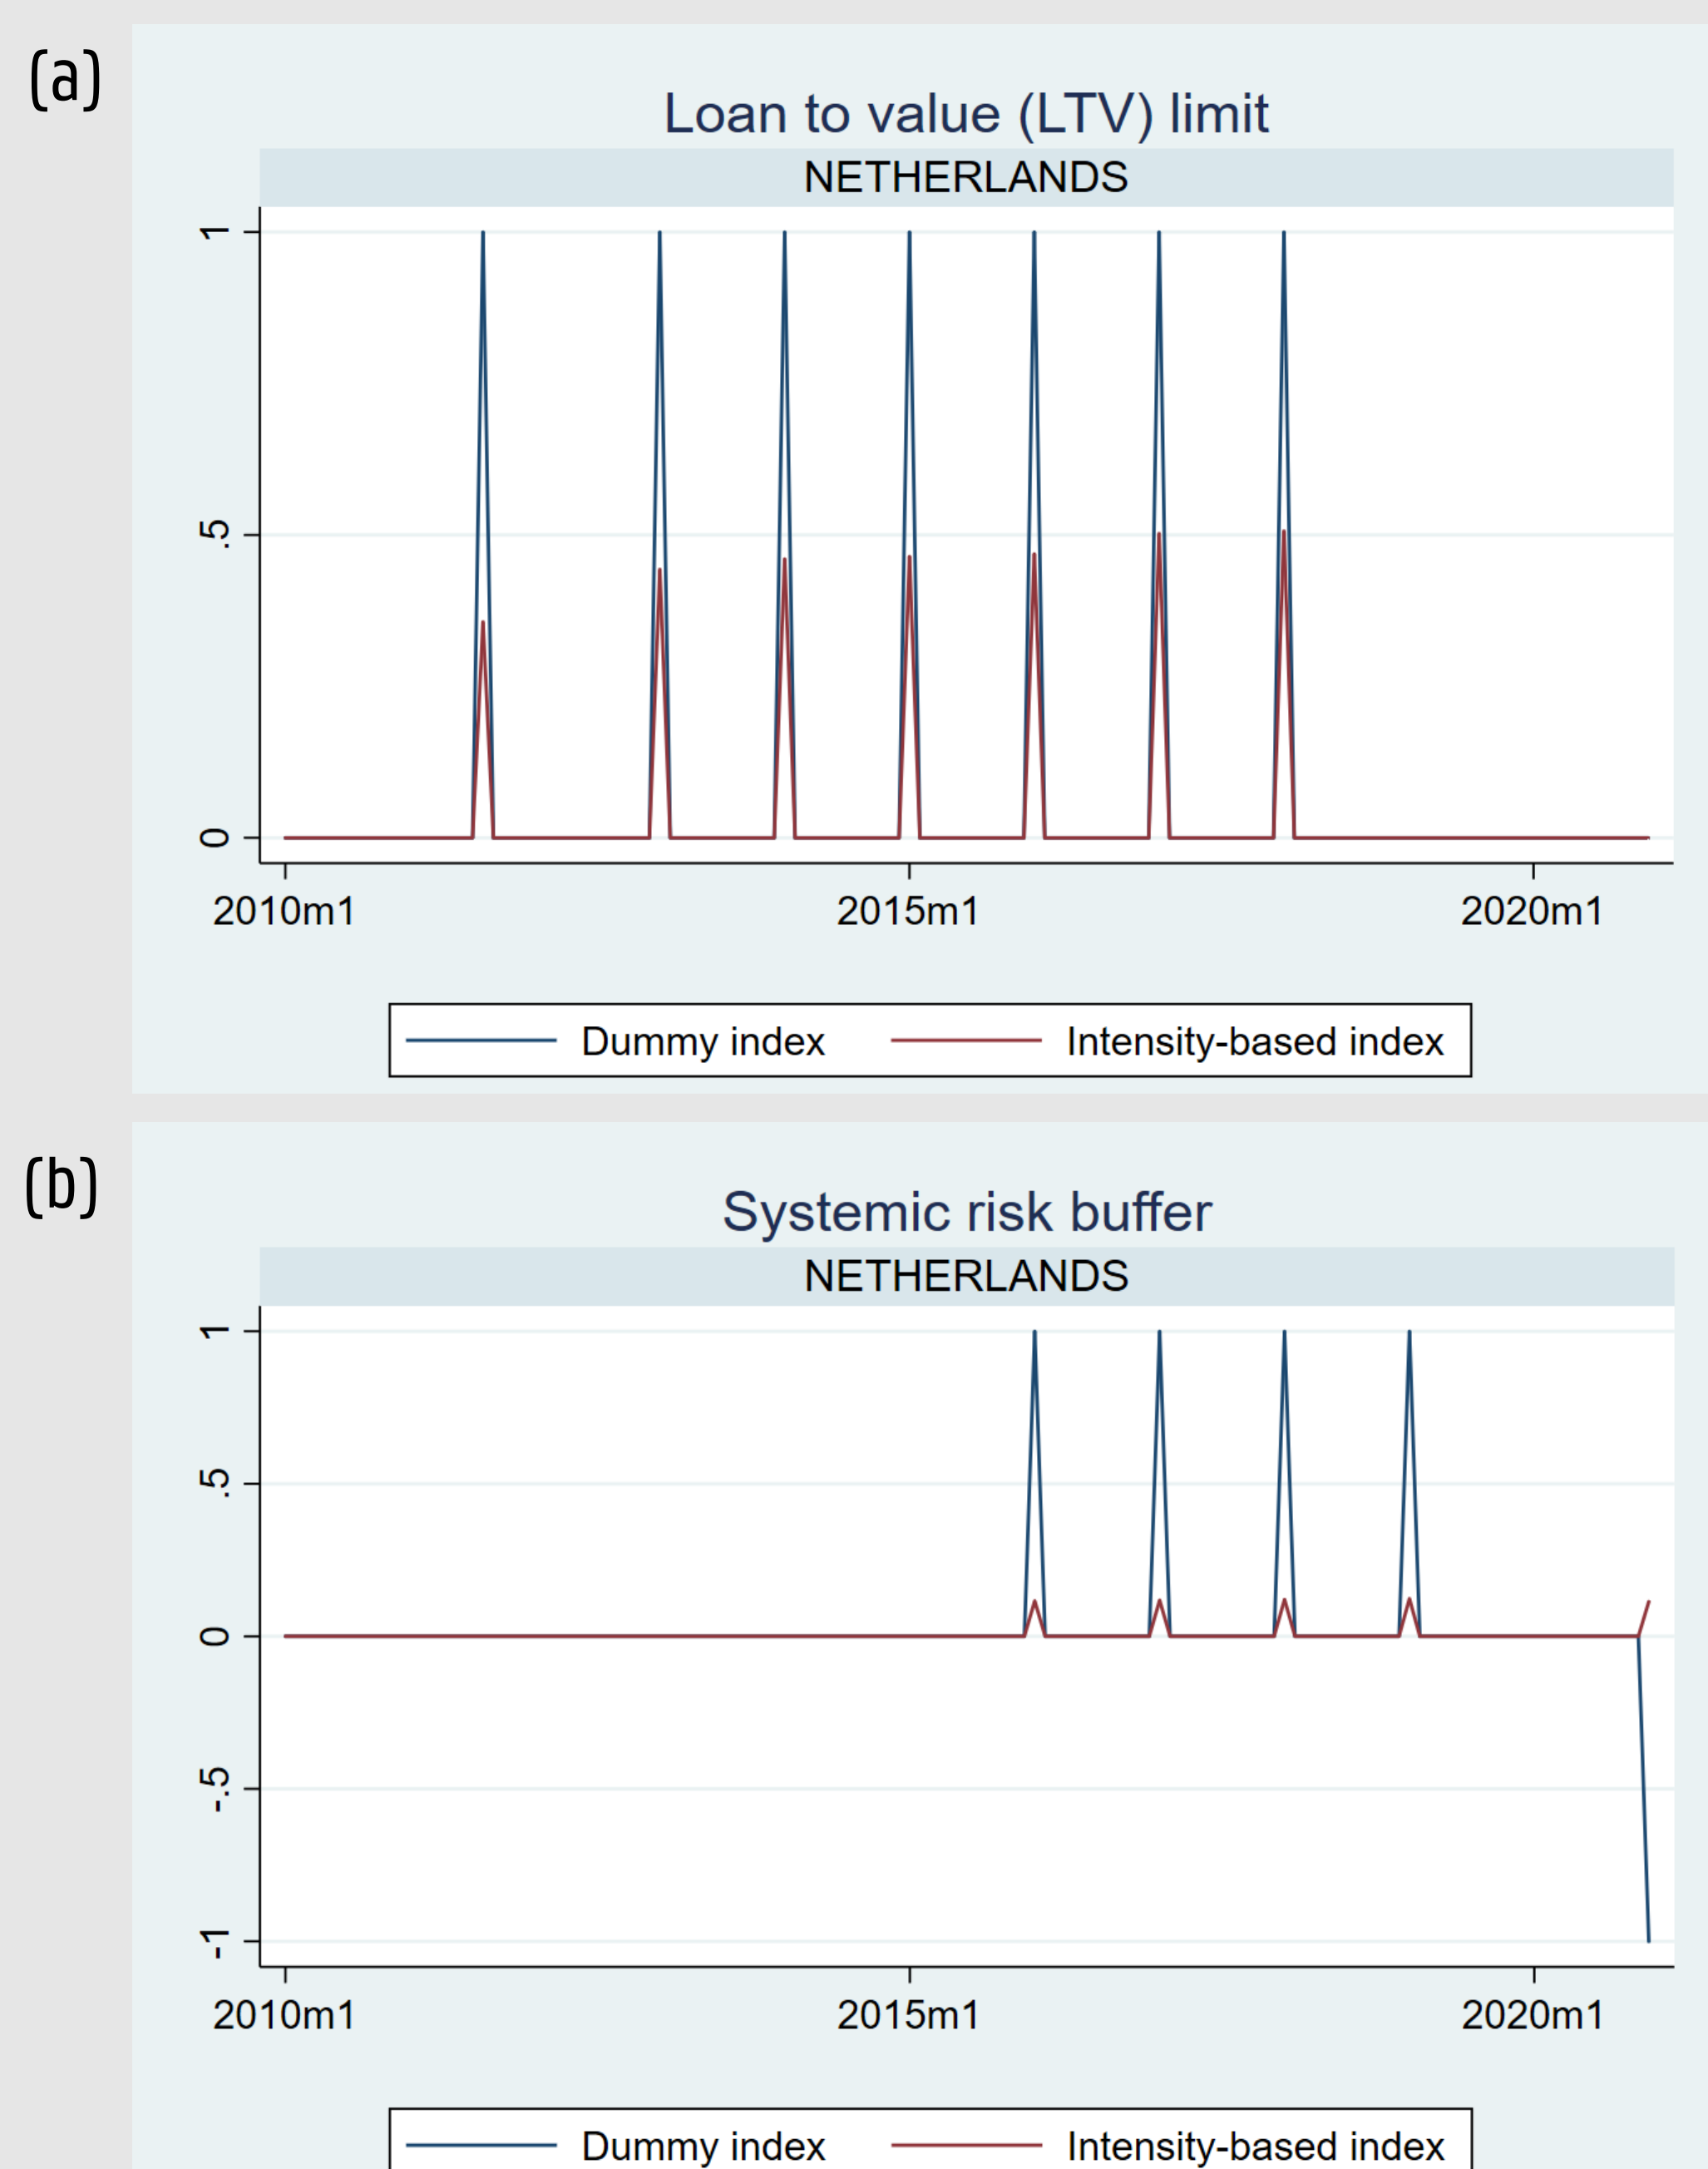 (a)
Loan to value (LTV) limit
NETHERLANDS
1
.5
0
2010m1 2015m1 2020m1
Dummy index Intensity-based index
(b)
Systemic risk buffer
NETHERLANDS
1
.5
0
-.5
-1
2010m1 2015m1 2020m1
Dummy index Intensity-based index